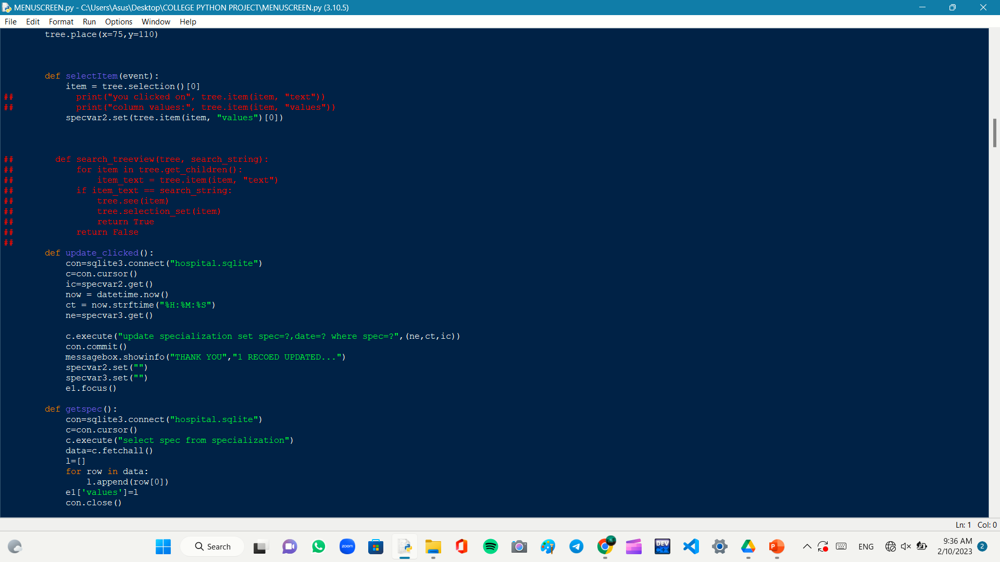 MENUSCREEN.py - C:\Users\Asus\Desktop\COLLEGE PYTHON PROJECT\MENUSCREEN.py (3.10.5)
File Edit Format Run Options Window Help
        tree.place(x=75,y=110)
        def selectItem(event):
            item = tree.selection()[0]
##            print("you clicked on", tree.item(item, "text"))
##            print("column values:", tree.item(item, "values"))
            specvar2.set(tree.item(item, "values")[0])
##        def search_treeview(tree, search_string):
##            for item in tree.get_children():
##                item_text = tree.item(item, "text")
##            if item_text == search_string:
##                tree.see(item)
##                tree.selection_set(item)
##                return True
##            return False
##
        def update_clicked():
            con=sqlite3.connect("hospital.sqlite")
            c=con.cursor()
            ic=specvar2.get()
            now = datetime.now()
            ct = now.strftime("%H:%M:%S")
            ne=specvar3.get()
            c.execute("update specialization set spec=?,date=? where spec=?",(ne,ct,ic))
            con.commit()
            messagebox.showinfo("THANK YOU","1 RECOED UPDATED...")
            specvar2.set("")
            specvar3.set("")
            e1.focus()
        def getspec():
            con=sqlite3.connect("hospital.sqlite")
            c=con.cursor()
            c.execute("select spec from specialization")
            data=c.fetchall()
            l=[]
            for row in data:
                l.append(row[0])
            e1['values']=l
            con.close()
Ln: 1 Col: 0
Search
zoom
DEV
C++
P
ENG
9:36 AM
2/10/2023
2